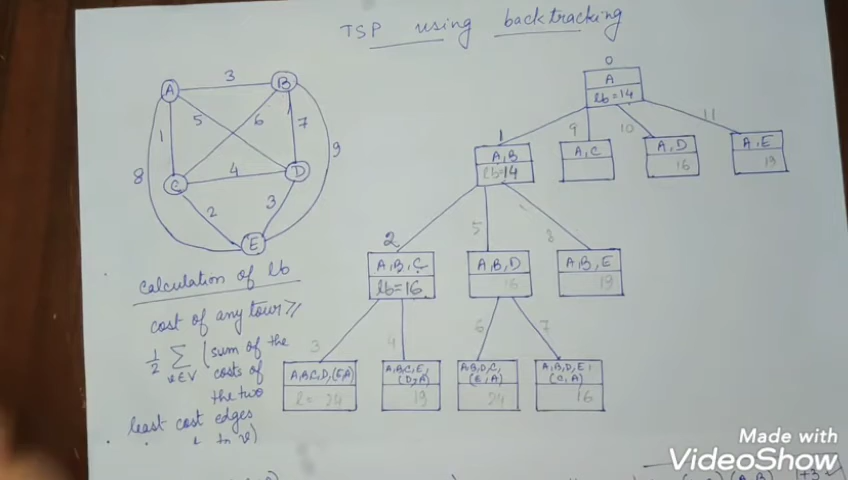 TSP using backtracking
0
A
lb=14
1
9
10
11
A,B
lb=14
A,C
A,D
16
A,E
19
A
3
B
1
5
6
7
9
8
C
4
D
2
3
E
2
5
8
A,B,C
lb=16
A,B,D
16
A,B,E
19
3
4
6
7
A,B,C,D,(E,A)
l= 24
A,B,C,E,
(D,A)
19
A,B,D,C,
(E,A)
24
A,B,D,E,
(C,A)
16
calculation of lb
cost of any tour ≥
1/2 Σ v∈V (sum of the
costs of
the two
least cost edges
to v)
(A,B)
+3
Made with
VideoShow